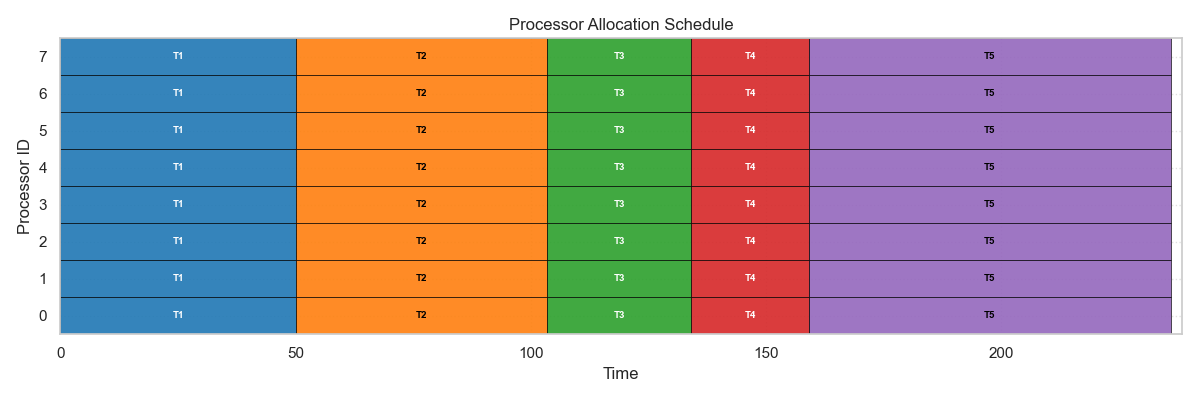 Processor Allocation Schedule
Processor ID
7 T1 T2 T3 T4 T5
6 T1 T2 T3 T4 T5
5 T1 T2 T3 T4 T5
4 T1 T2 T3 T4 T5
3 T1 T2 T3 T4 T5
2 T1 T2 T3 T4 T5
1 T1 T2 T3 T4 T5
0 T1 T2 T3 T4 T5
0 50 100 150 200
Time